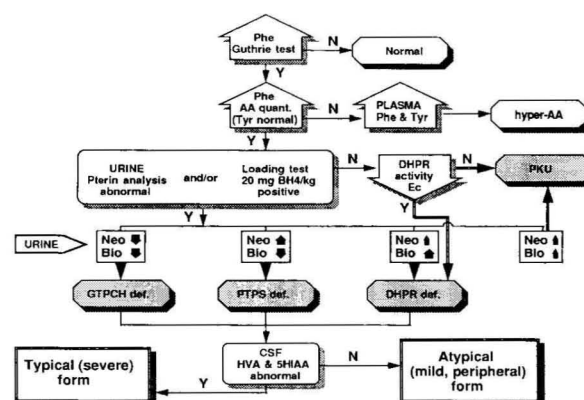 Phe
Guthrie test
N
Normal
Y
Phe
AA quant.
(Tyr normal)
N
PLASMA
Phe & Tyr
hyper-AA
Y
URINE
Pterin analysis
abnormal
and/or
Loading test
20 mg BH4/kg
positive
N
DHPR
activity
Ec
N
PKU
Y
Y
URINE
Neo
Bio
Neo
Bio
Neo
Bio
Neo
Bio
GTPCH def.
PTPS def.
DHPR def.
Typical (severe)
form
Y
CSF
HVA & 5HIAA
abnormal
N
Atypical
(mild, peripheral)
form